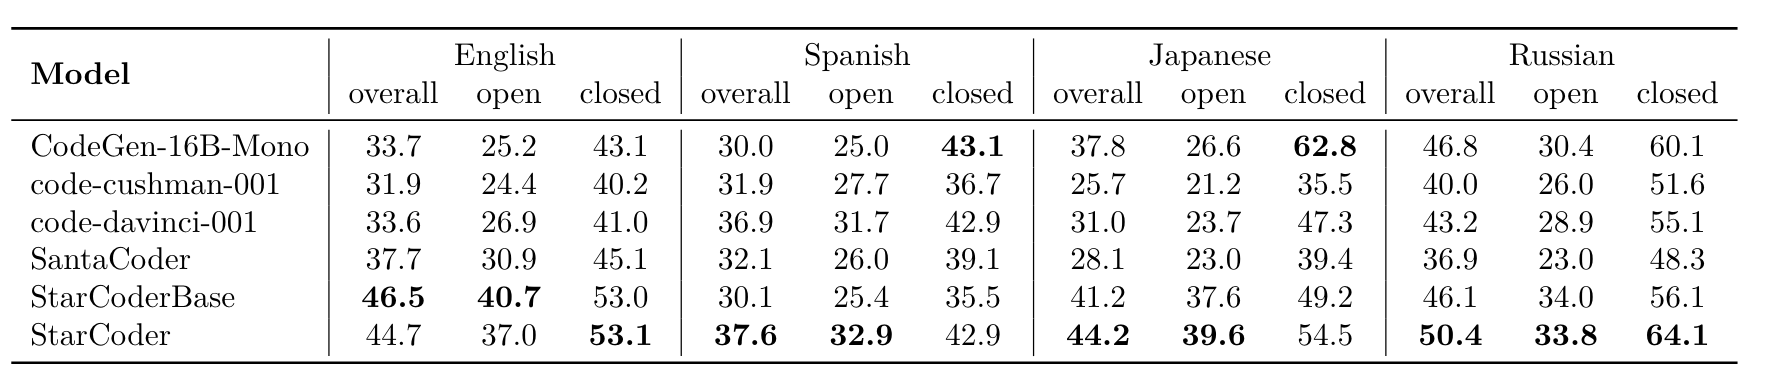 Model English Spanish Japanese Russian
overall open closed overall open closed overall open closed overall open closed
CodeGen-16B-Mono 33.7 25.2 43.1 30.0 25.0 43.1 37.8 26.6 62.8 46.8 30.4 60.1
code-cushman-001 31.9 24.4 40.2 31.9 27.7 36.7 25.7 21.2 35.5 40.0 26.0 51.6
code-davinci-001 33.6 26.9 41.0 36.9 31.7 42.9 31.0 23.7 47.3 43.2 28.9 55.1
SantaCoder 37.7 30.9 45.1 32.1 26.0 39.1 28.1 23.0 39.4 36.9 23.0 48.3
StarCoderBase 46.5 40.7 53.0 30.1 25.4 35.5 41.2 37.6 49.2 46.1 34.0 56.1
StarCoder 44.7 37.0 53.1 37.6 32.9 42.9 44.2 39.6 54.5 50.4 33.8 64.1